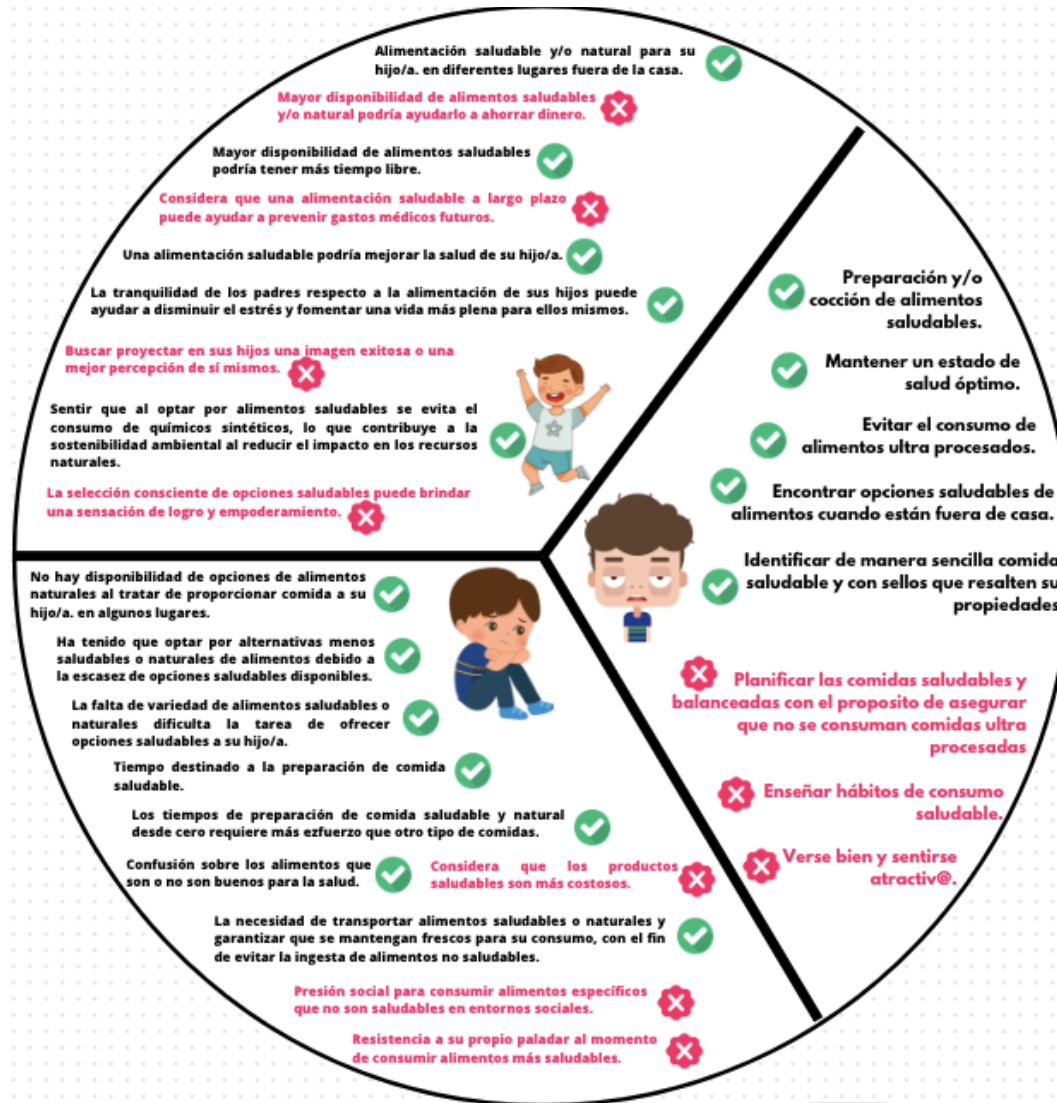 Alimentación saludable y/o natural para su
hijo/a. en diferentes lugares fuera de la casa.
Mayor disponibilidad de alimentos saludables
y/o natural podría ayudarlo a ahorrar dinero.
Mayor disponibilidad de alimentos saludables
podría tener más tiempo libre.
Considera que una alimentación saludable a largo plazo
puede ayudar a prevenir gastos médicos futuros.
Una alimentación saludable podría mejorar la salud de su hijo/a.
La tranquilidad de los padres respecto a la alimentación de sus hijos puede
ayudar a disminuir el estrés y fomentar una vida más plena para ellos mismos.
Buscar proyectar en sus hijos una imagen exitosa o una
mejor percepción de sí mismos.
Sentir que al optar por alimentos saludables se evita el
consumo de químicos sintéticos, lo que contribuye a la
sostenibilidad ambiental al reducir el impacto en los recursos
naturales.
La selección consciente de opciones saludables puede brindar
una sensación de logro y empoderamiento.
Preparación y/o
cocción de alimentos
saludables.
Mantener un estado de
salud óptimo.
Evitar el consumo de
alimentos ultra procesados.
Encontrar opciones saludables de
alimentos cuando están fuera de casa.
Identificar de manera sencilla comida
saludable y con sellos que resalten su
propiedades
Planificar las comidas saludables y
balanceadas con el proposito de asegurar
que no se consuman comidas ultra
procesadas
Enseñar hábitos de consumo
saludable.
Verse bien y sentirse
atractiv@.
No hay disponibilidad de opciones de alimentos
naturales al tratar de proporcionar comida a su
hijo/a. en algunos lugares.
Ha tenido que optar por alternativas menos
saludables o naturales de alimentos debido a
la escasez de opciones saludables disponibles.
La falta de variedad de alimentos saludables o
naturales dificulta la tarea de ofrecer
opciones saludables a su hijo/a.
Tiempo destinado a la preparación de comida
saludable.
Los tiempos de preparación de comida saludable y natural
desde cero requiere más ezfuerzo que otro tipo de comidas.
Confusión sobre los alimentos que
son o no son buenos para la salud.
Considera que los productos
saludables son más costosos.
La necesidad de transportar alimentos saludables o naturales y
garantizar que se mantengan frescos para su consumo, con el fin
de evitar la ingesta de alimentos no saludables.
Presión social para consumir alimentos específicos
que no son saludables en entornos sociales.
Resistencia a su propio paladar al momento
de consumir alimentos más saludables.